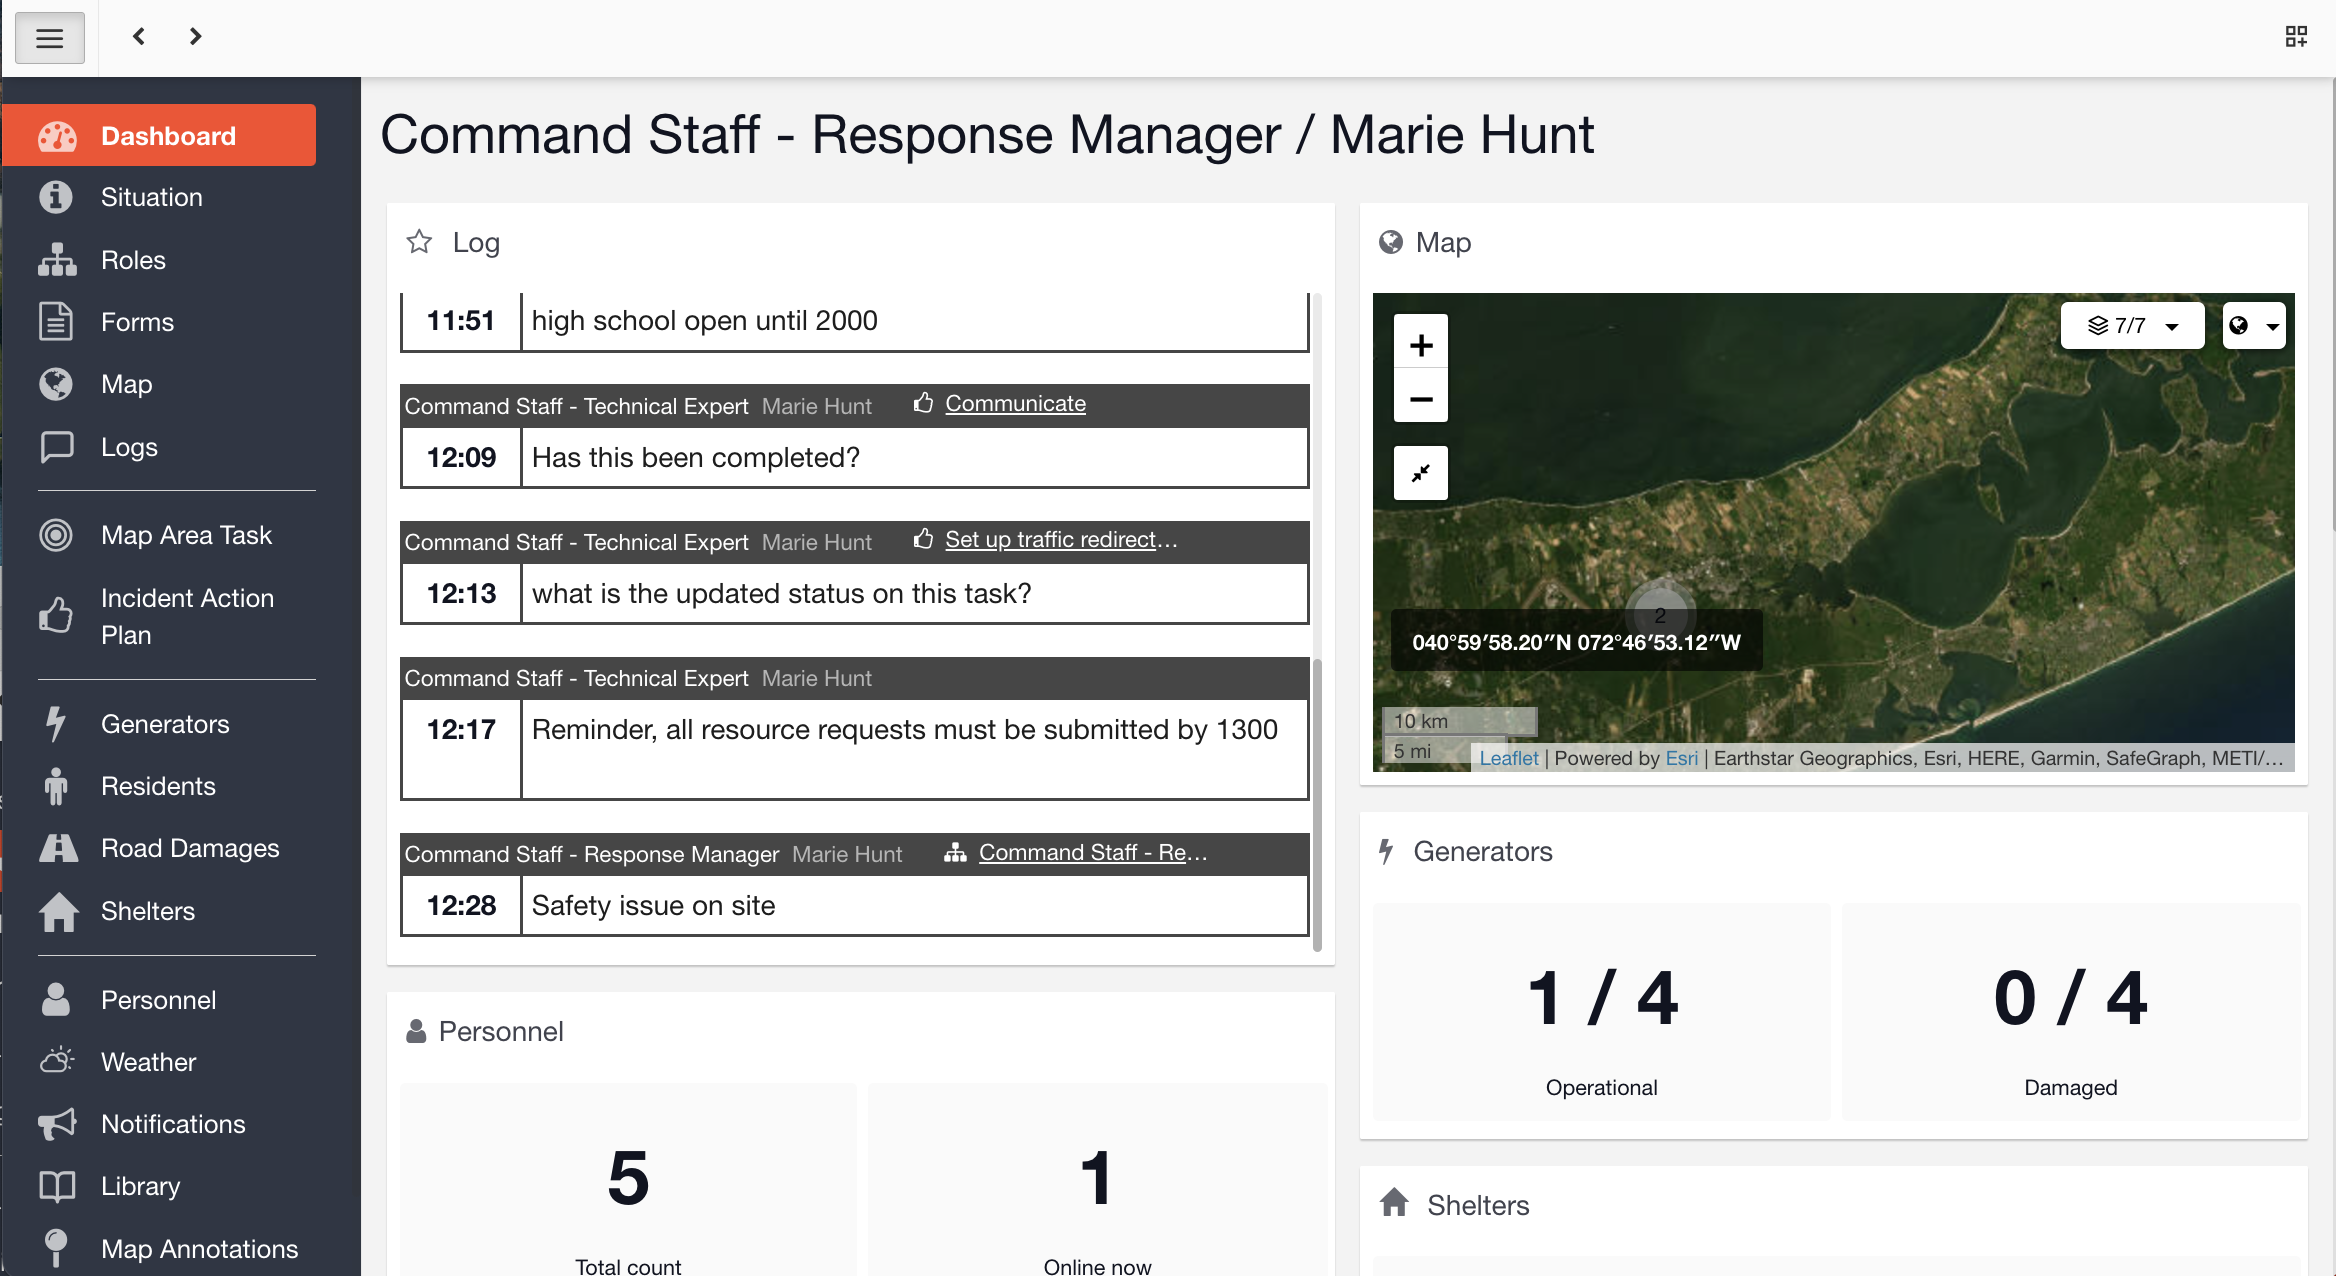 Dashboard
Situation
Roles
Forms
Map
Logs
Map Area Task
Incident Action
Plan
Generators
Residents
Road Damages
Shelters
Personnel
Weather
Notifications
Library
Map Annotations
Command Staff - Response Manager / Marie Hunt
Log
11:51 high school open until 2000
Command Staff - Technical Expert Marie Hunt Communicate
12:09 Has this been completed?
Command Staff - Technical Expert Marie Hunt Set up traffic redirect…
12:13 what is the updated status on this task?
Command Staff - Technical Expert Marie Hunt
12:17 Reminder, all resource requests must be submitted by 1300
Command Staff - Response Manager Marie Hunt Command Staff - Re…
12:28 Safety issue on site
Personnel
5
Total count
1
Online now
Map
+
−
7/7
2
040°59′58.20″N 072°46′53.12″W
10 km
5 mi
Leaflet | Powered by Esri | Earthstar Geographics, Esri, HERE, Garmin, SafeGraph, METI/…
Generators
1 / 4
Operational
0 / 4
Damaged
Shelters